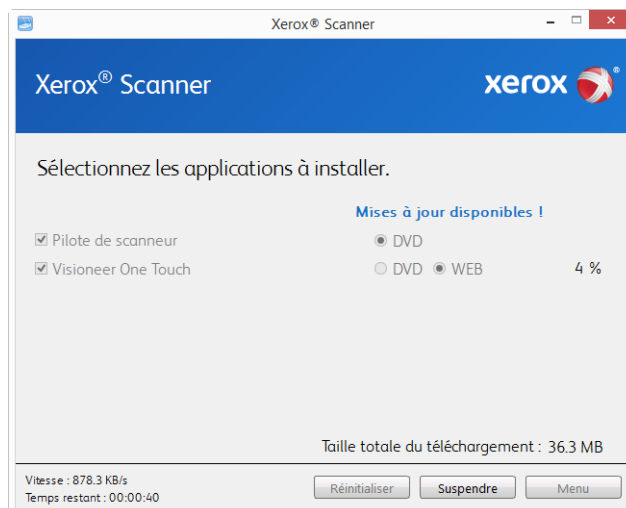 Xerox® Scanner
Xerox® Scanner
xerox®
Sélectionnez les applications à installer.
Mises à jour disponibles !
Pilote de scanneur DVD
Visioneer One Touch DVD WEB 4 %
Taille totale du téléchargement : 36.3 MB
Vitesse : 878.3 KB/s
Temps restant : 00:00:40
Réinitialiser Suspendre Menu